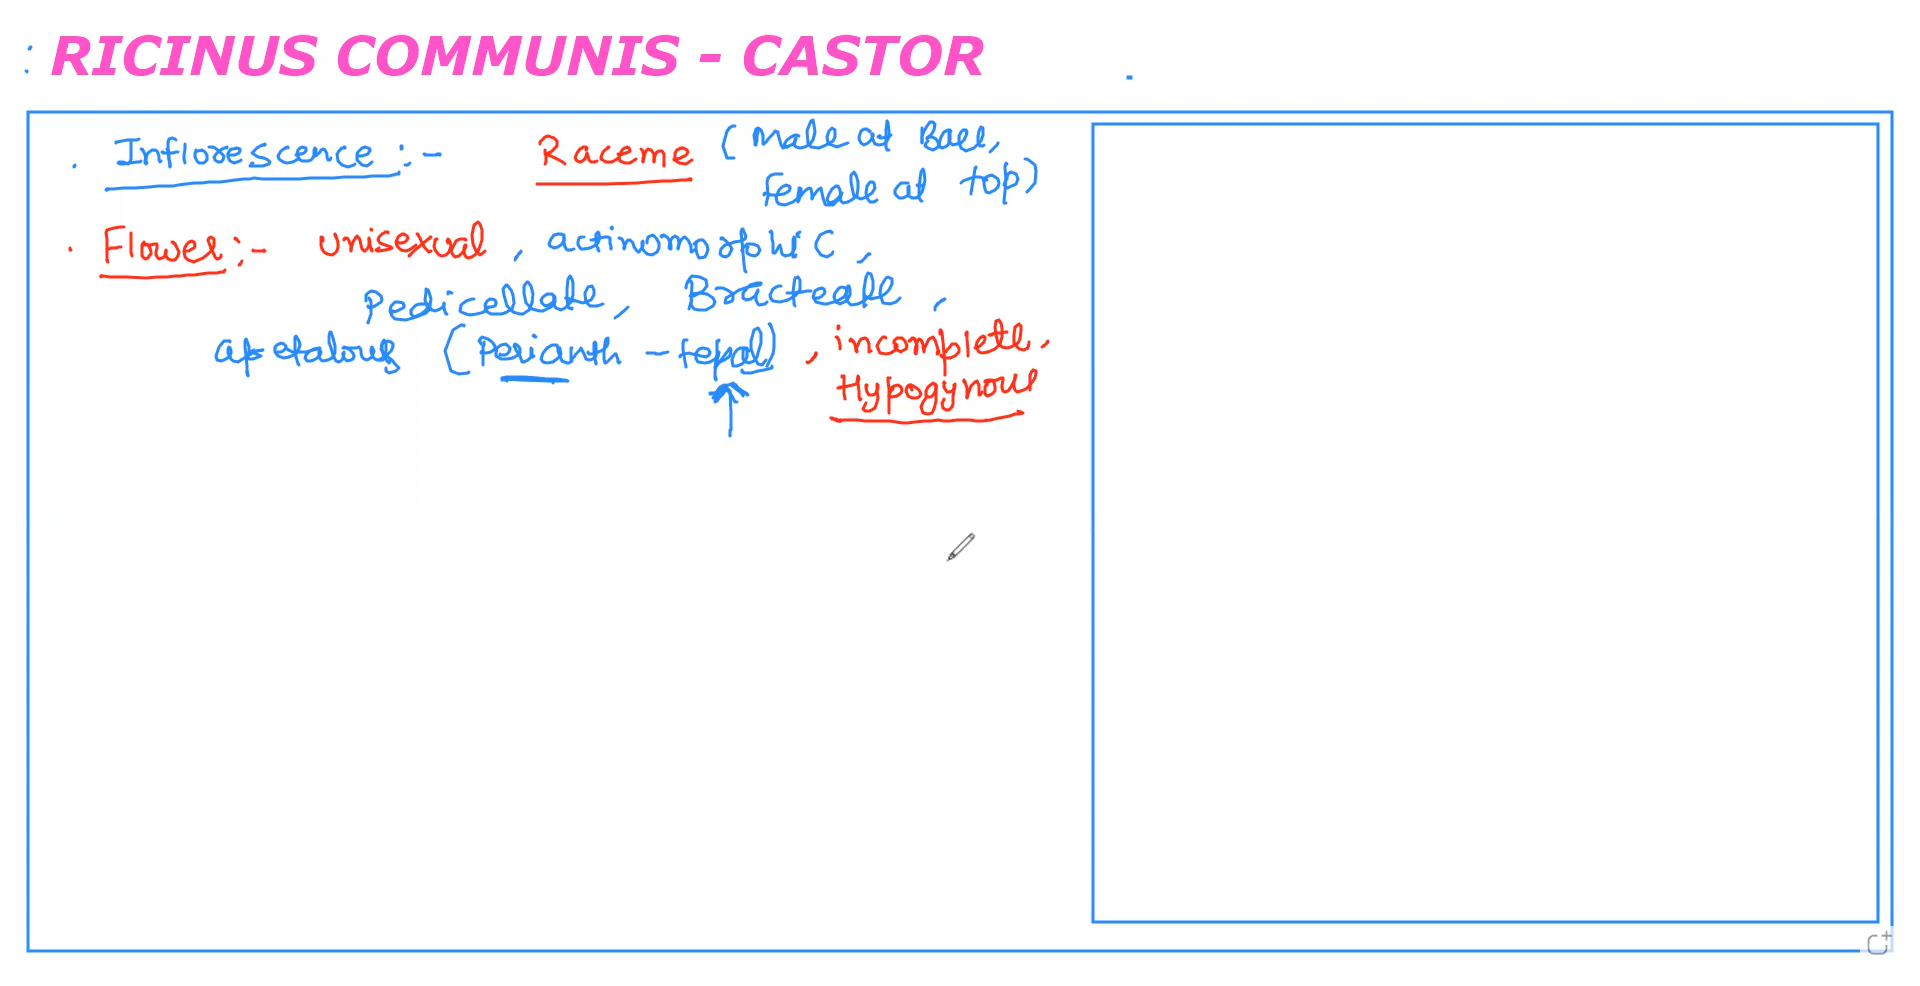 RICINUS COMMUNIS - CASTOR
. Inflorescence :- Raceme (Male at Base,
female at top)
. Flower :- unisexual, actinomorphic,
Pedicellate, Bracteate,
apetalous (Perianth - tepal), incomplete,
Hypogynous